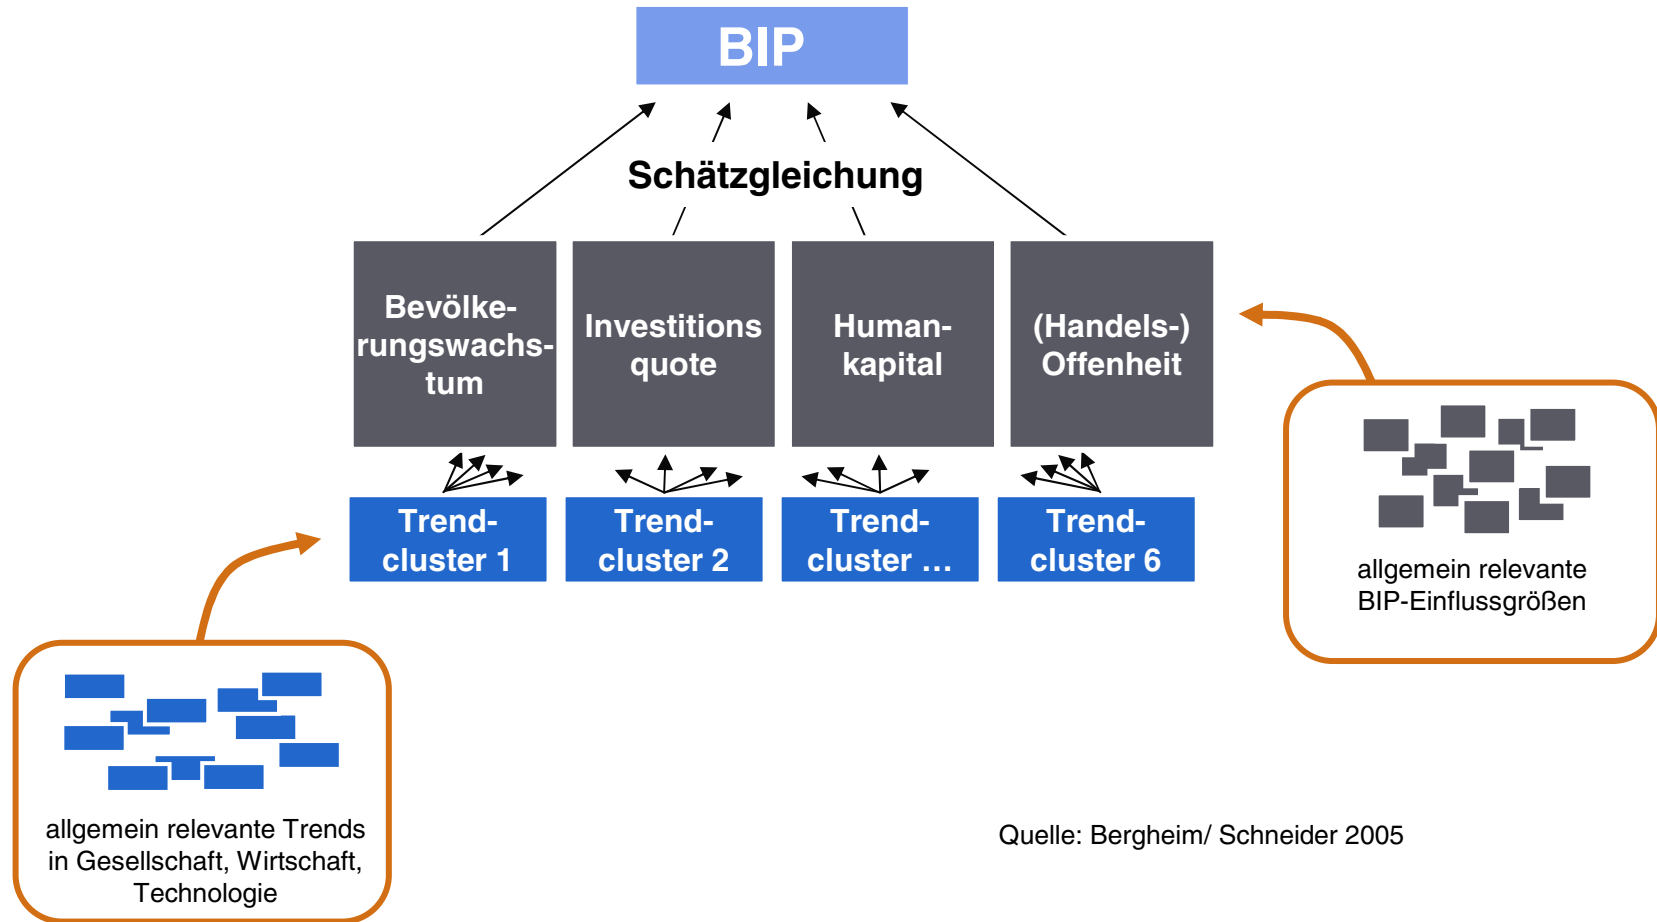 BIP
Schätzgleichung
Bevölke-
rungswachs-
tum
Investitions
quote
Human-
kapital
(Handels-)
Offenheit
Trend-
cluster 1
Trend-
cluster 2
Trend-
cluster …
Trend-
cluster 6
allgemein relevante
BIP-Einflussgrößen
allgemein relevante Trends
in Gesellschaft, Wirtschaft,
Technologie
Quelle: Bergheim/ Schneider 2005